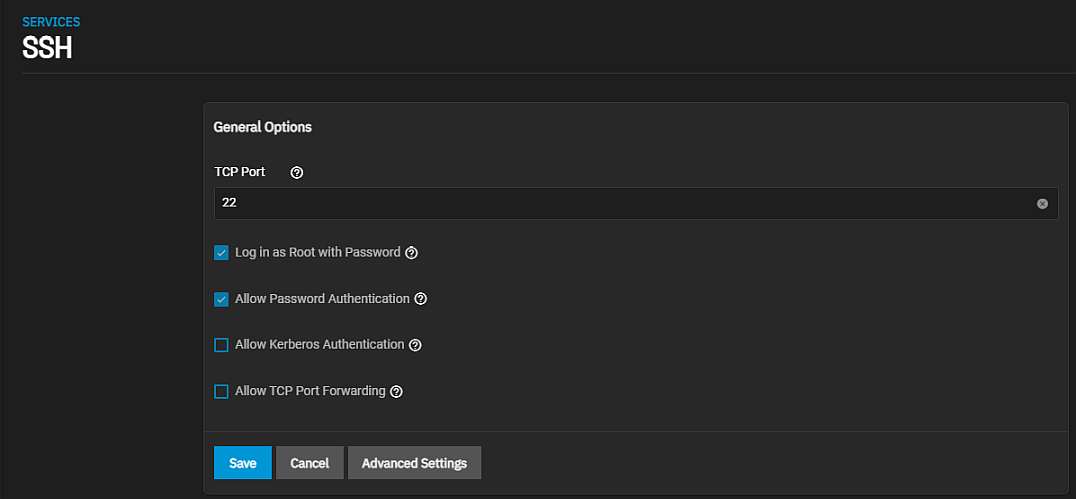 SERVICES
SSH
General Options
TCP Port
22
Log in as Root with Password
Allow Password Authentication
Allow Kerberos Authentication
Allow TCP Port Forwarding
Save Cancel Advanced Settings